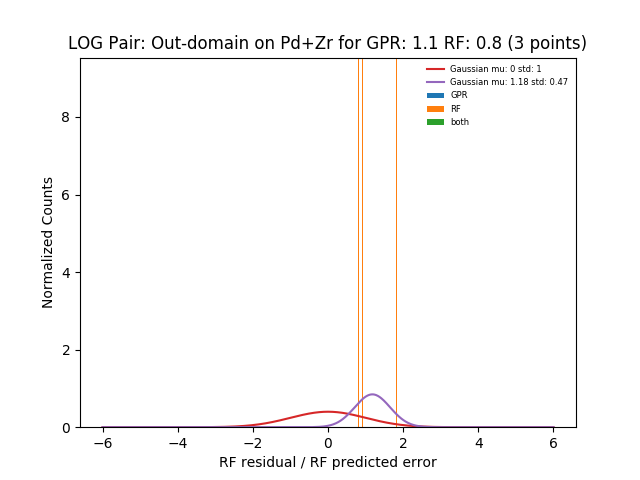 LOG Pair: Out-domain on Pd+Zr for GPR: 1.1 RF: 0.8 (3 points)
Gaussian mu: 0 std: 1
Gaussian mu: 1.18 std: 0.47
GPR
RF
both
Normalized Counts
8
6
4
2
0
−6 −4 −2 0 2 4 6
RF residual / RF predicted error